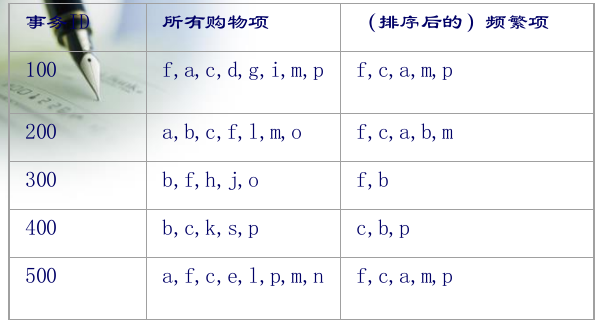 事务ID 所有购物项 （排序后的）频繁项
100 f,a,c,d,g,i,m,p f,c,a,m,p
200 a,b,c,f,l,m,o f,c,a,b,m
300 b,f,h,j,o f,b
400 b,c,k,s,p c,b,p
500 a,f,c,e,l,p,m,n f,c,a,m,p